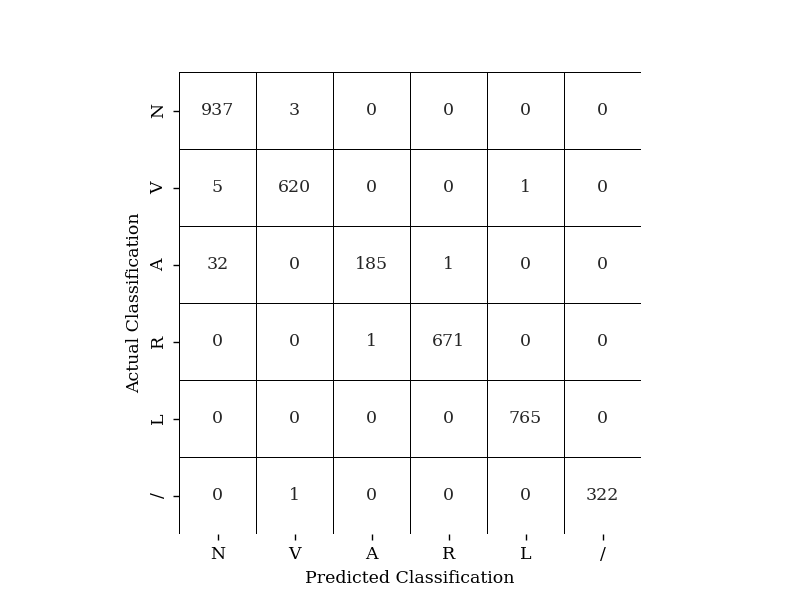 N 937 3 0 0 0 0
V 5 620 0 0 1 0
A 32 0 185 1 0 0
R 0 0 1 671 0 0
L 0 0 0 0 765 0
/ 0 1 0 0 0 322
N V A R L /
Predicted Classification
Actual Classification